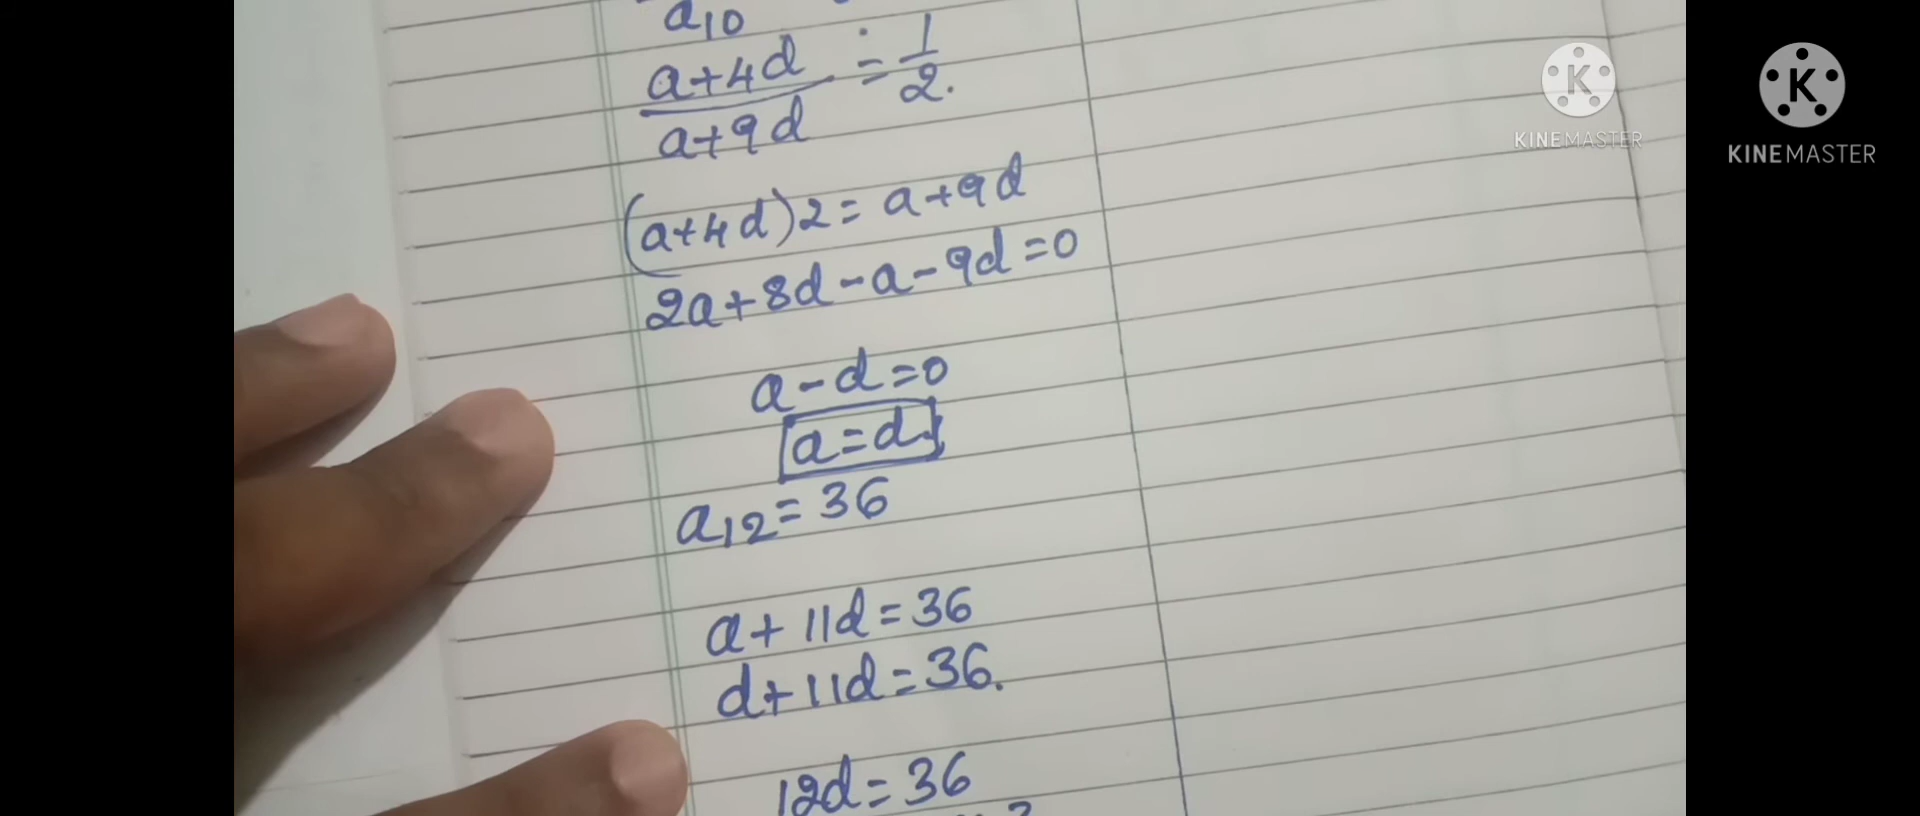 a10
a+4d/a+9d = 1/2.
(a+4d)2 = a+9d
2a+8d-a-9d=0
a-d=0
a=d.
a12=36
a+11d=36
d+11d=36.
12d=36
KINEMASTER
KINEMASTER